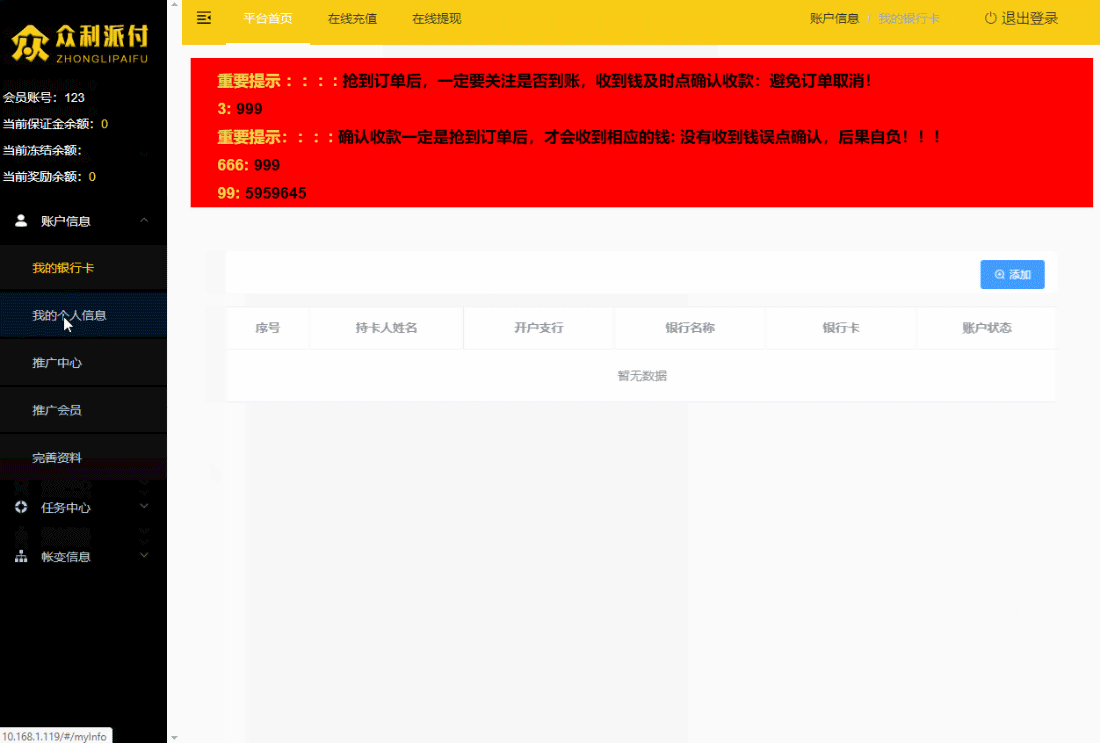 众利派付
ZHONGLIPAIFU
会员账号：123
当前保证金余额：0
当前冻结余额：
当前奖励余额：0
账户信息
我的银行卡
我的个人信息
推广中心
推广会员
完善资料
任务中心
帐变信息
10.168.1.119/#/myInfo
平台首页 在线充值 在线提现 账户信息 / 我的银行卡 退出登录
重要提示：：：：抢到订单后，一定要关注是否到账，收到钱及时点确认收款：避免订单取消！
3: 999
重要提示：：：：确认收款一定是抢到订单后，才会收到相应的钱: 没有收到钱误点确认，后果自负！！！
666: 999
99: 5959645
添加
序号 持卡人姓名 开户支行 银行名称 银行卡 账户状态
暂无数据